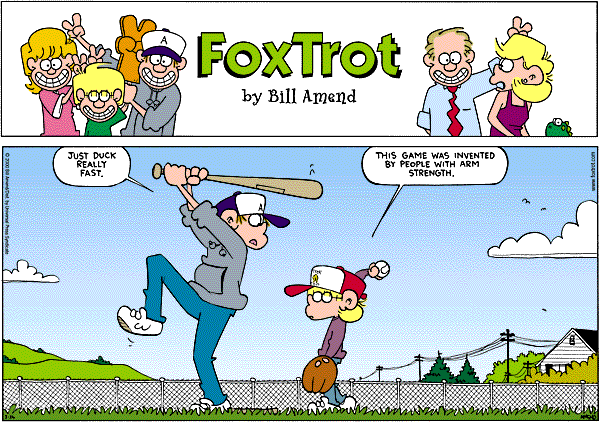 FOXTROT
by Bill Amend
JUST DUCK
REALLY
FAST.
THIS GAME WAS INVENTED
BY PEOPLE WITH ARM
STRENGTH.
A
A